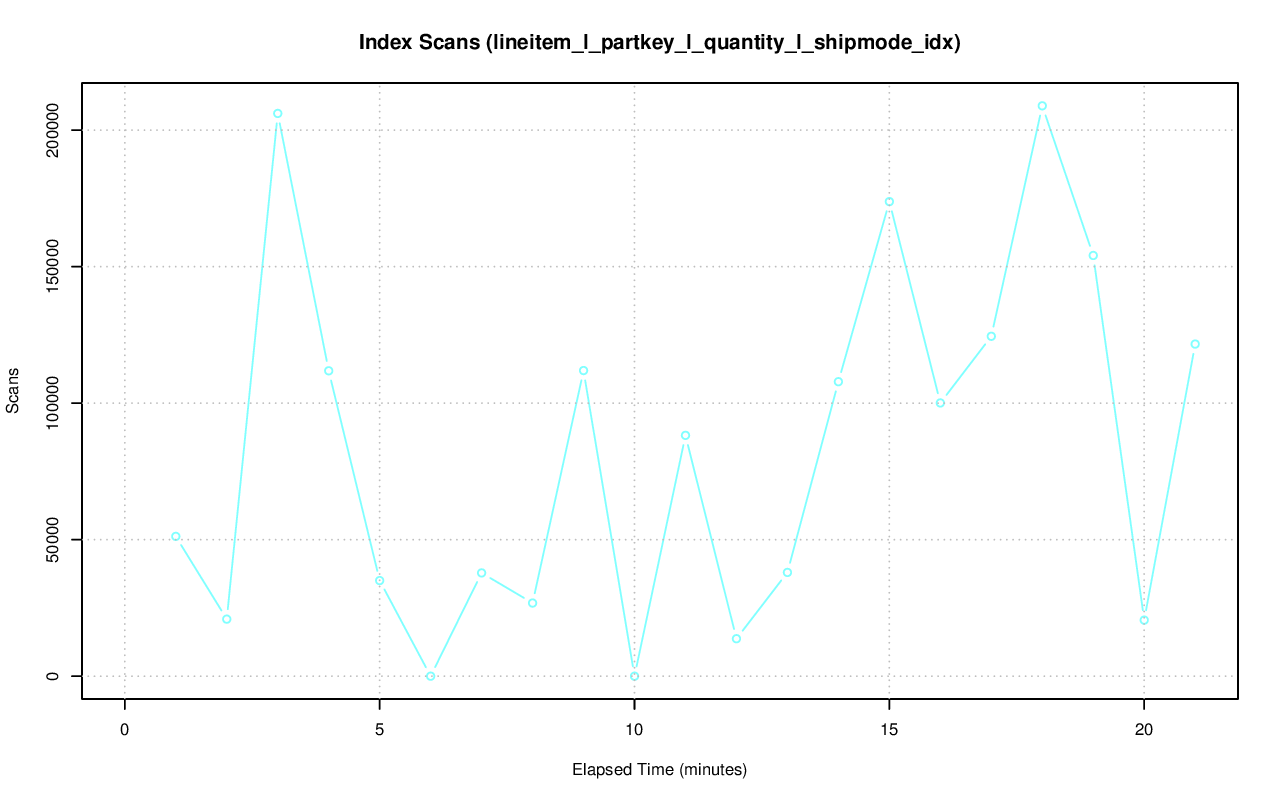 Index Scans (lineitem_l_partkey_l_quantity_l_shipmode_idx)
200000
150000
100000
50000
0
Scans
0 5 10 15 20
Elapsed Time (minutes)